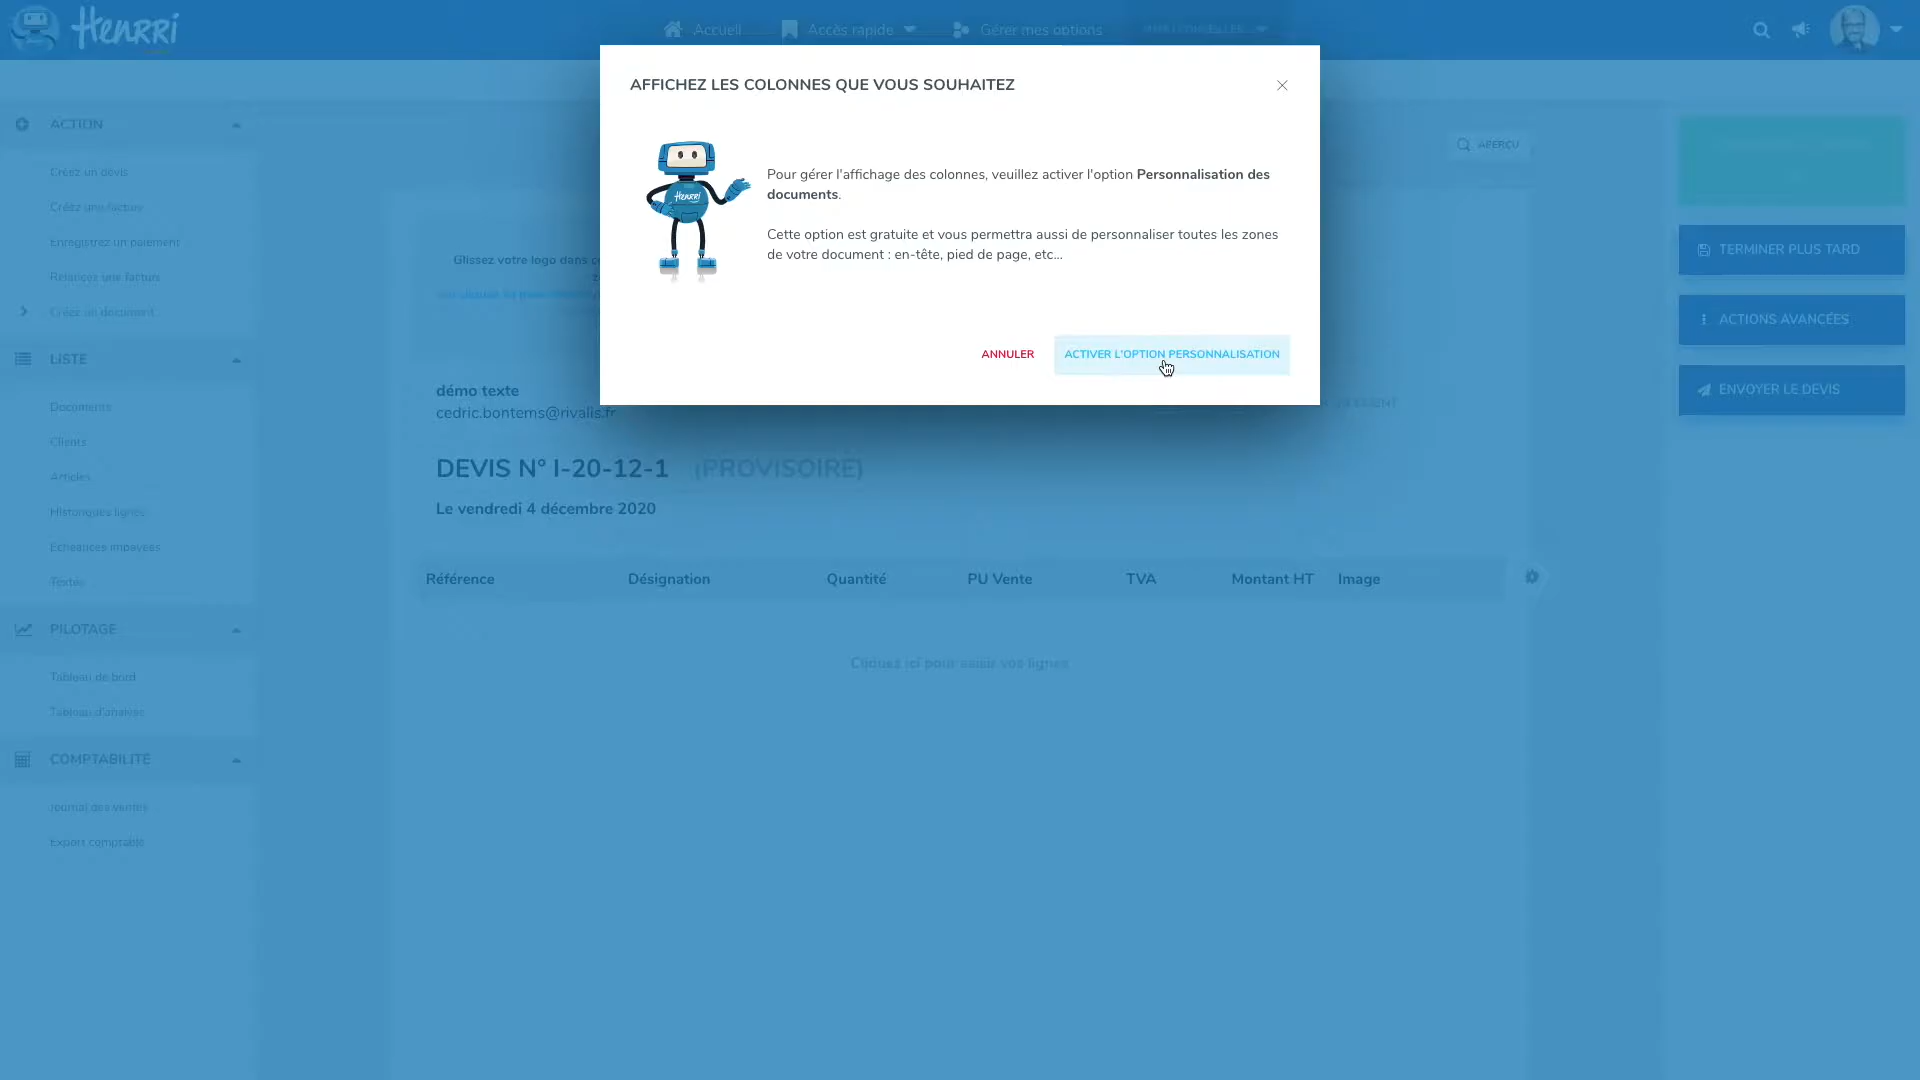 Henrri
Accueil
Accès rapide
Gérer mes options
AFFICHEZ LES COLONNES QUE VOUS SOUHAITEZ
Henrri
Pour gérer l'affichage des colonnes, veuillez activer l'option Personnalisation des
documents.
Cette option est gratuite et vous permettra aussi de personnaliser toutes les zones
de votre document : en-tête, pied de page, etc...
ANNULER
ACTIVER L'OPTION PERSONNALISATION
ACTION
Créez un devis
Créez une facture
Enregistrez un paiement
Relancez une facture
Créez un document
LISTE
Documents
Clients
Articles
Historiques lignes
Echéances impayées
Textes
PILOTAGE
Tableau de bord
Tableau d'analyse
COMPTABILITÉ
Journal des ventes
Export comptable
APERÇU
Glissez votre logo dans
démo texte
cedric.bontems@rivalis.fr
DEVIS N° I-20-12-1 (PROVISOIRE)
Le vendredi 4 décembre 2020
Référence Désignation Quantité PU Vente TVA Montant HT Image
Cliquez ici pour saisir vos lignes
TERMINER PLUS TARD
ACTIONS AVANCÉES
ENVOYER LE DEVIS